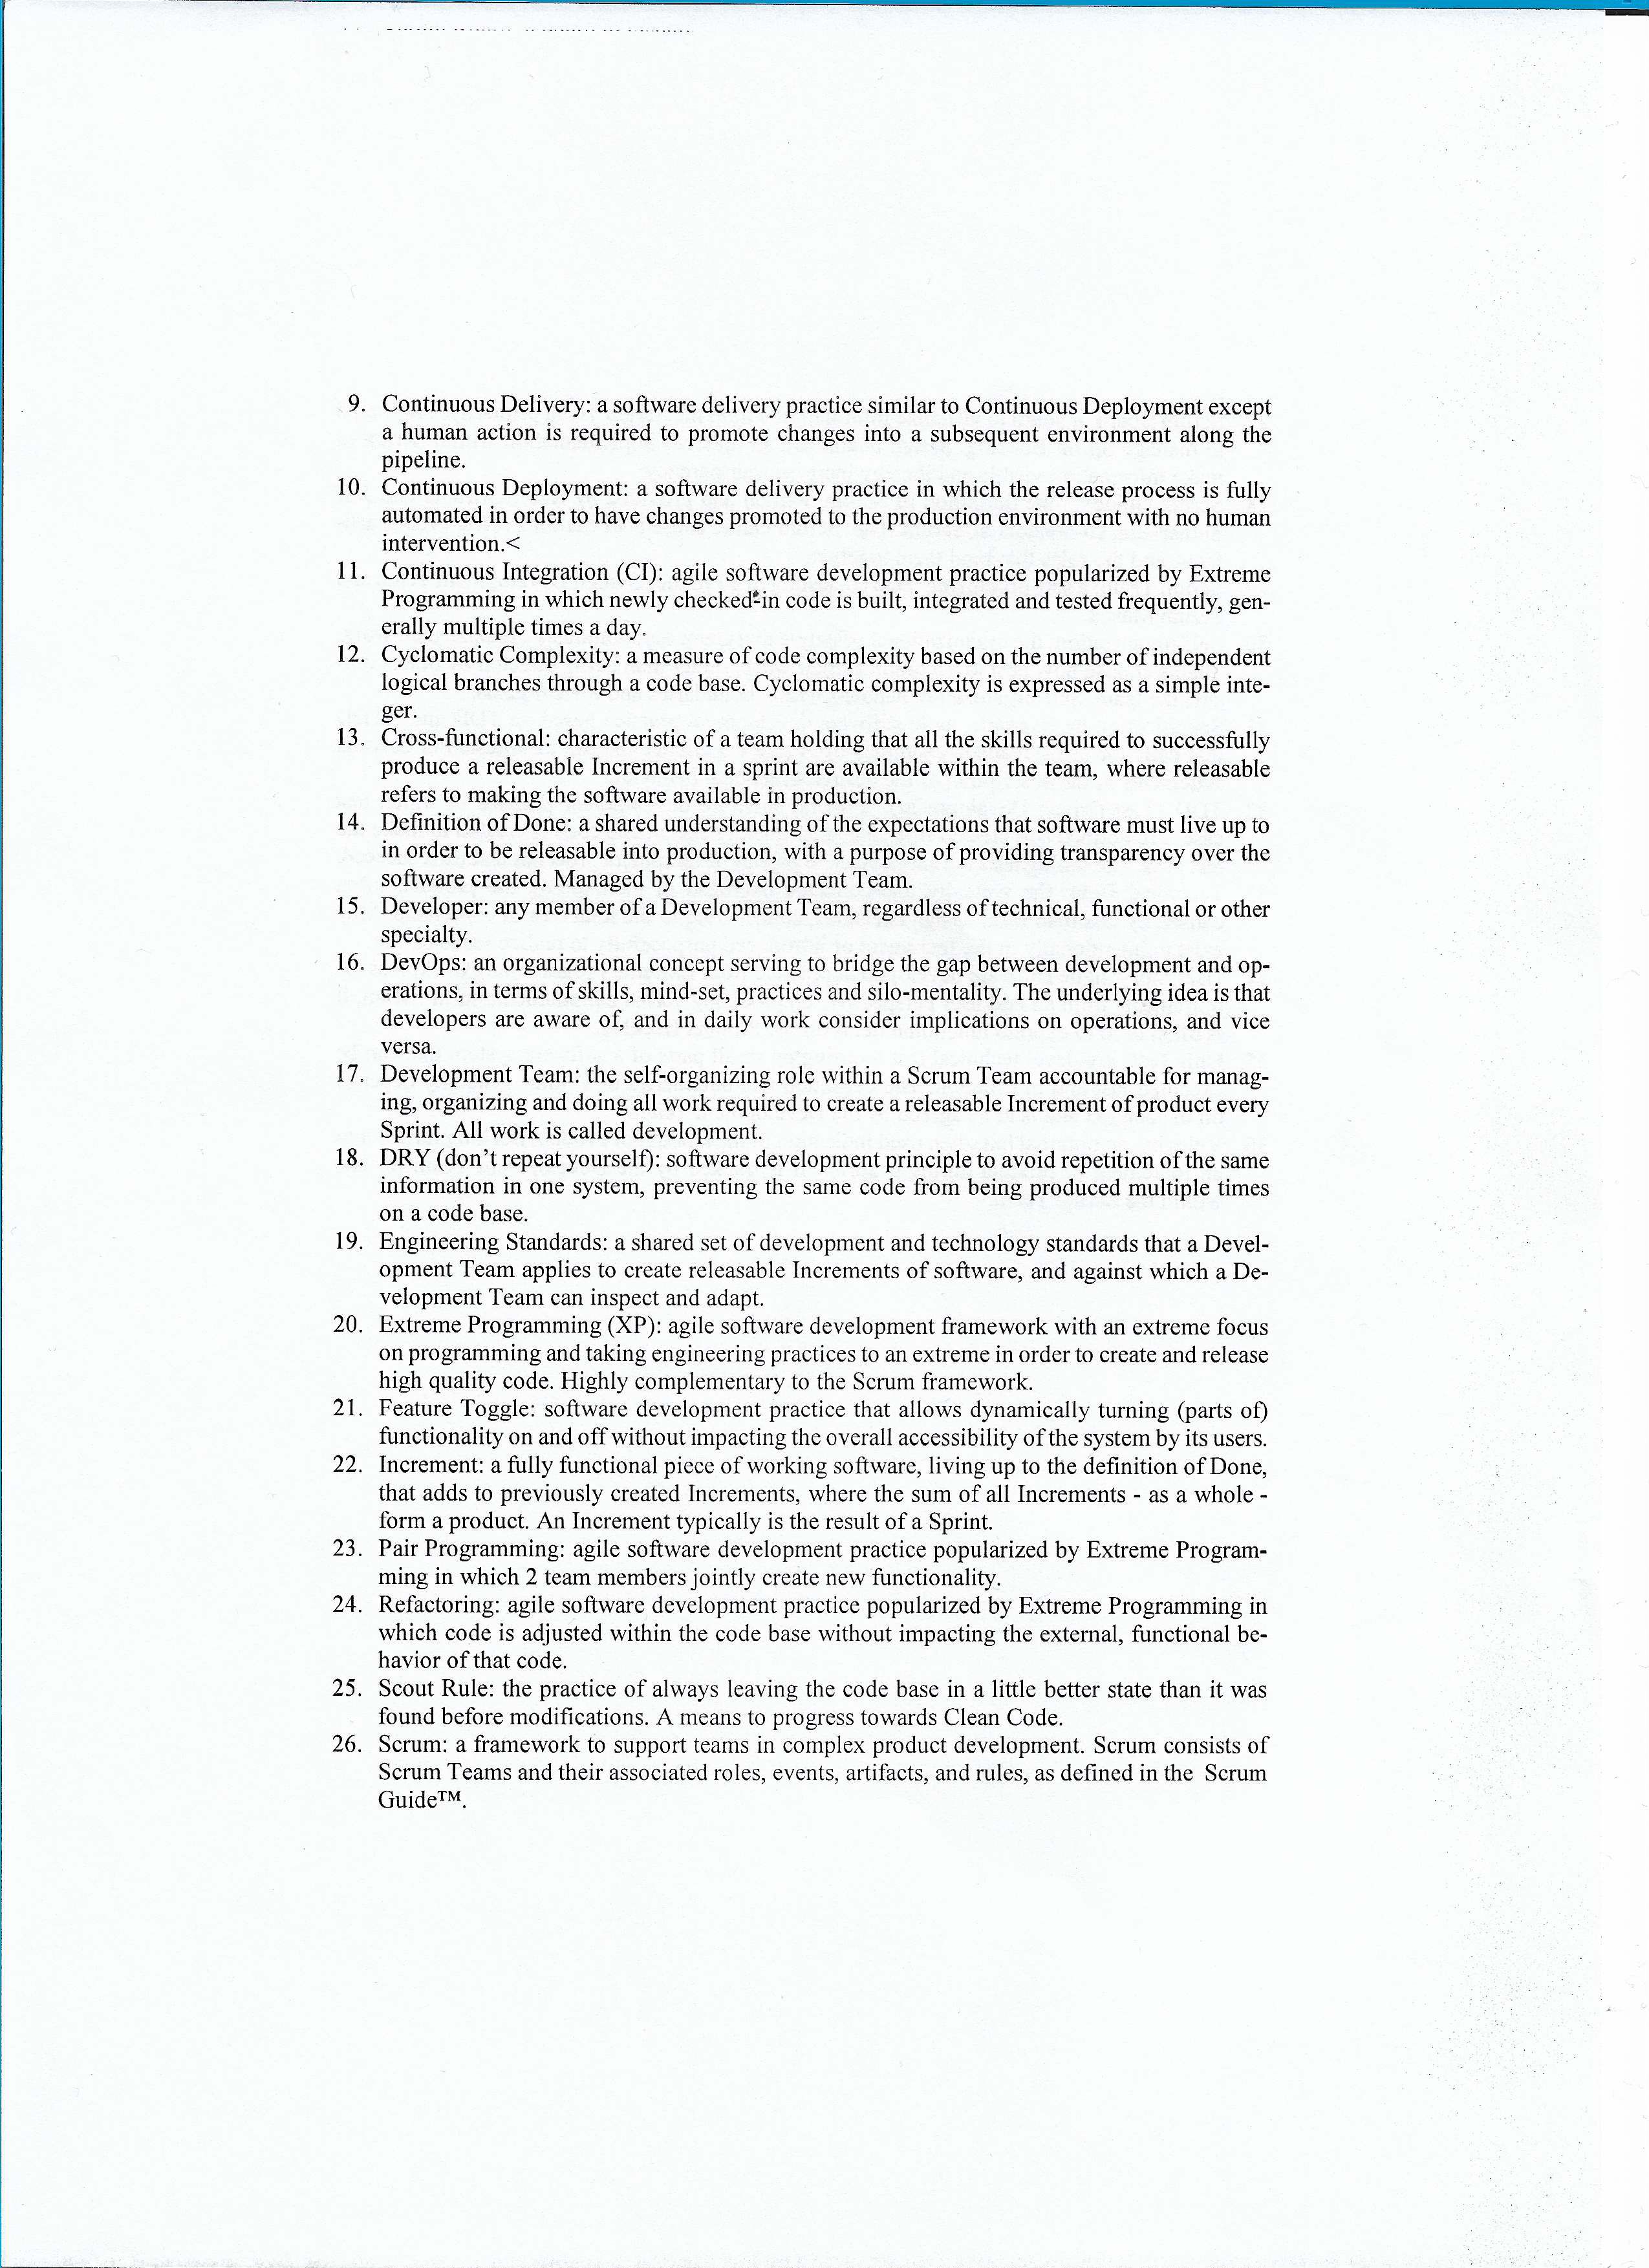 9. Continuous Delivery: a software delivery practice similar to Continuous Deployment except
a human action is required to promote changes into a subsequent environment along the
pipeline.
10. Continuous Deployment: a software delivery practice in which the release process is fully
automated in order to have changes promoted to the production environment with no human
intervention.<
11. Continuous Integration (CI): agile software development practice popularized by Extreme
Programming in which newly checked-in code is built, integrated and tested frequently, gen-
erally multiple times a day.
12. Cyclomatic Complexity: a measure of code complexity based on the number of independent
logical branches through a code base. Cyclomatic complexity is expressed as a simple inte-
ger.
13. Cross-functional: characteristic of a team holding that all the skills required to successfully
produce a releasable Increment in a sprint are available within the team, where releasable
refers to making the software available in production.
14. Definition of Done: a shared understanding of the expectations that software must live up to
in order to be releasable into production, with a purpose of providing transparency over the
software created. Managed by the Development Team.
15. Developer: any member of a Development Team, regardless of technical, functional or other
specialty.
16. DevOps: an organizational concept serving to bridge the gap between development and op-
erations, in terms of skills, mind-set, practices and silo-mentality. The underlying idea is that
developers are aware of, and in daily work consider implications on operations, and vice
versa.
17. Development Team: the self-organizing role within a Scrum Team accountable for manag-
ing, organizing and doing all work required to create a releasable Increment of product every
Sprint. All work is called development.
18. DRY (don't repeat yourself): software development principle to avoid repetition of the same
information in one system, preventing the same code from being produced multiple times
on a code base.
19. Engineering Standards: a shared set of development and technology standards that a Devel-
opment Team applies to create releasable Increments of software, and against which a De-
velopment Team can inspect and adapt.
20. Extreme Programming (XP): agile software development framework with an extreme focus
on programming and taking engineering practices to an extreme in order to create and release
high quality code. Highly complementary to the Scrum framework.
21. Feature Toggle: software development practice that allows dynamically turning (parts of)
functionality on and off without impacting the overall accessibility of the system by its users.
22. Increment: a fully functional piece of working software, living up to the definition of Done,
that adds to previously created Increments, where the sum of all Increments - as a whole -
form a product. An Increment typically is the result of a Sprint.
23. Pair Programming: agile software development practice popularized by Extreme Program-
ming in which 2 team members jointly create new functionality.
24. Refactoring: agile software development practice popularized by Extreme Programming in
which code is adjusted within the code base without impacting the external, functional be-
havior of that code.
25. Scout Rule: the practice of always leaving the code base in a little better state than it was
found before modifications. A means to progress towards Clean Code.
26. Scrum: a framework to support teams in complex product development. Scrum consists of
Scrum Teams and their associated roles, events, artifacts, and rules, as defined in the Scrum
Guide™.